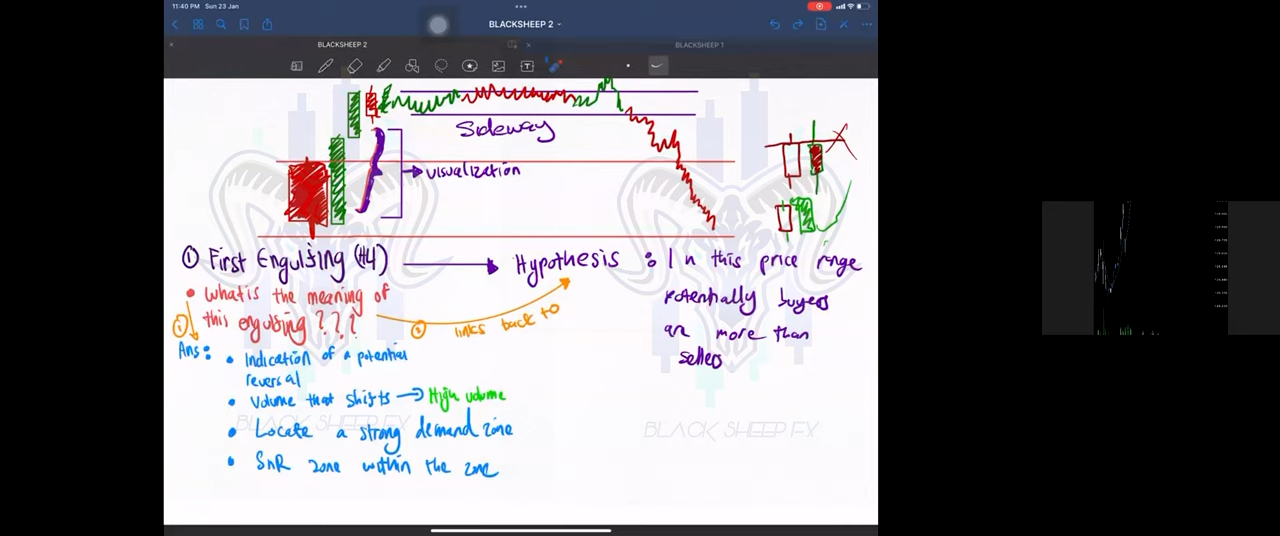 11:40 PM Sun 23 Jan
BLACKSHEEP 2
BLACKSHEEP 2
BLACKSHEEP 1
Sideway
visualization
① First Engulfing (H4)
Hypothesis : In this price range
potentially buyers
are more than
sellers
• What is the meaning of
this engulfing ???
①
② links back to
Ans:
• Indication of a potential
reversal
• Volume that shifts → High volume
• Locate a strong demand zone
• SnR zone within the zone
BLACK SHEEP FX
BLACK SHEEP FX